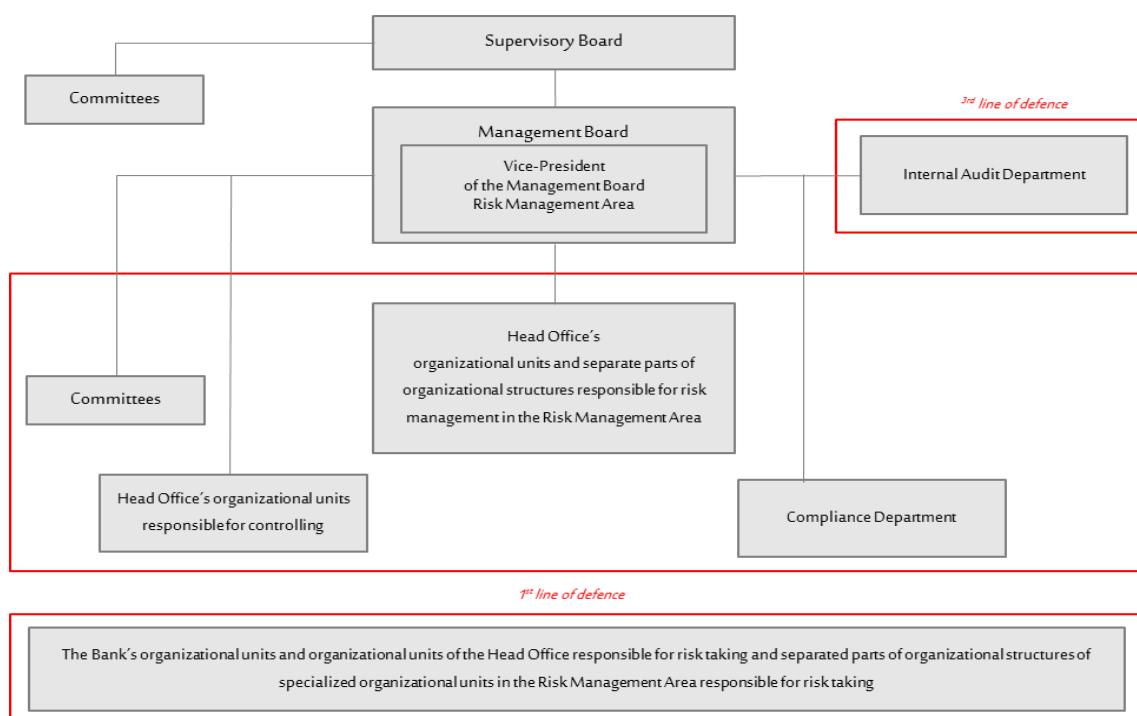 Supervisory Board
Committees
3rd line of defence
Management Board
Vice-President
of the Management Board
Risk Management Area
Internal Audit Department
Head Office´s
organizational units and separate parts of
organizational structures responsible for risk
management in the Risk Management Area
Committees
Head Office´s organizational units
responsible for controlling
Compliance Department
1st line of defence
The Bank´s organizational units and organizational units of the Head Office responsible for risk taking and separated parts of organizational structures of
specialized organizational units in the Risk Management Area responsible for risk taking